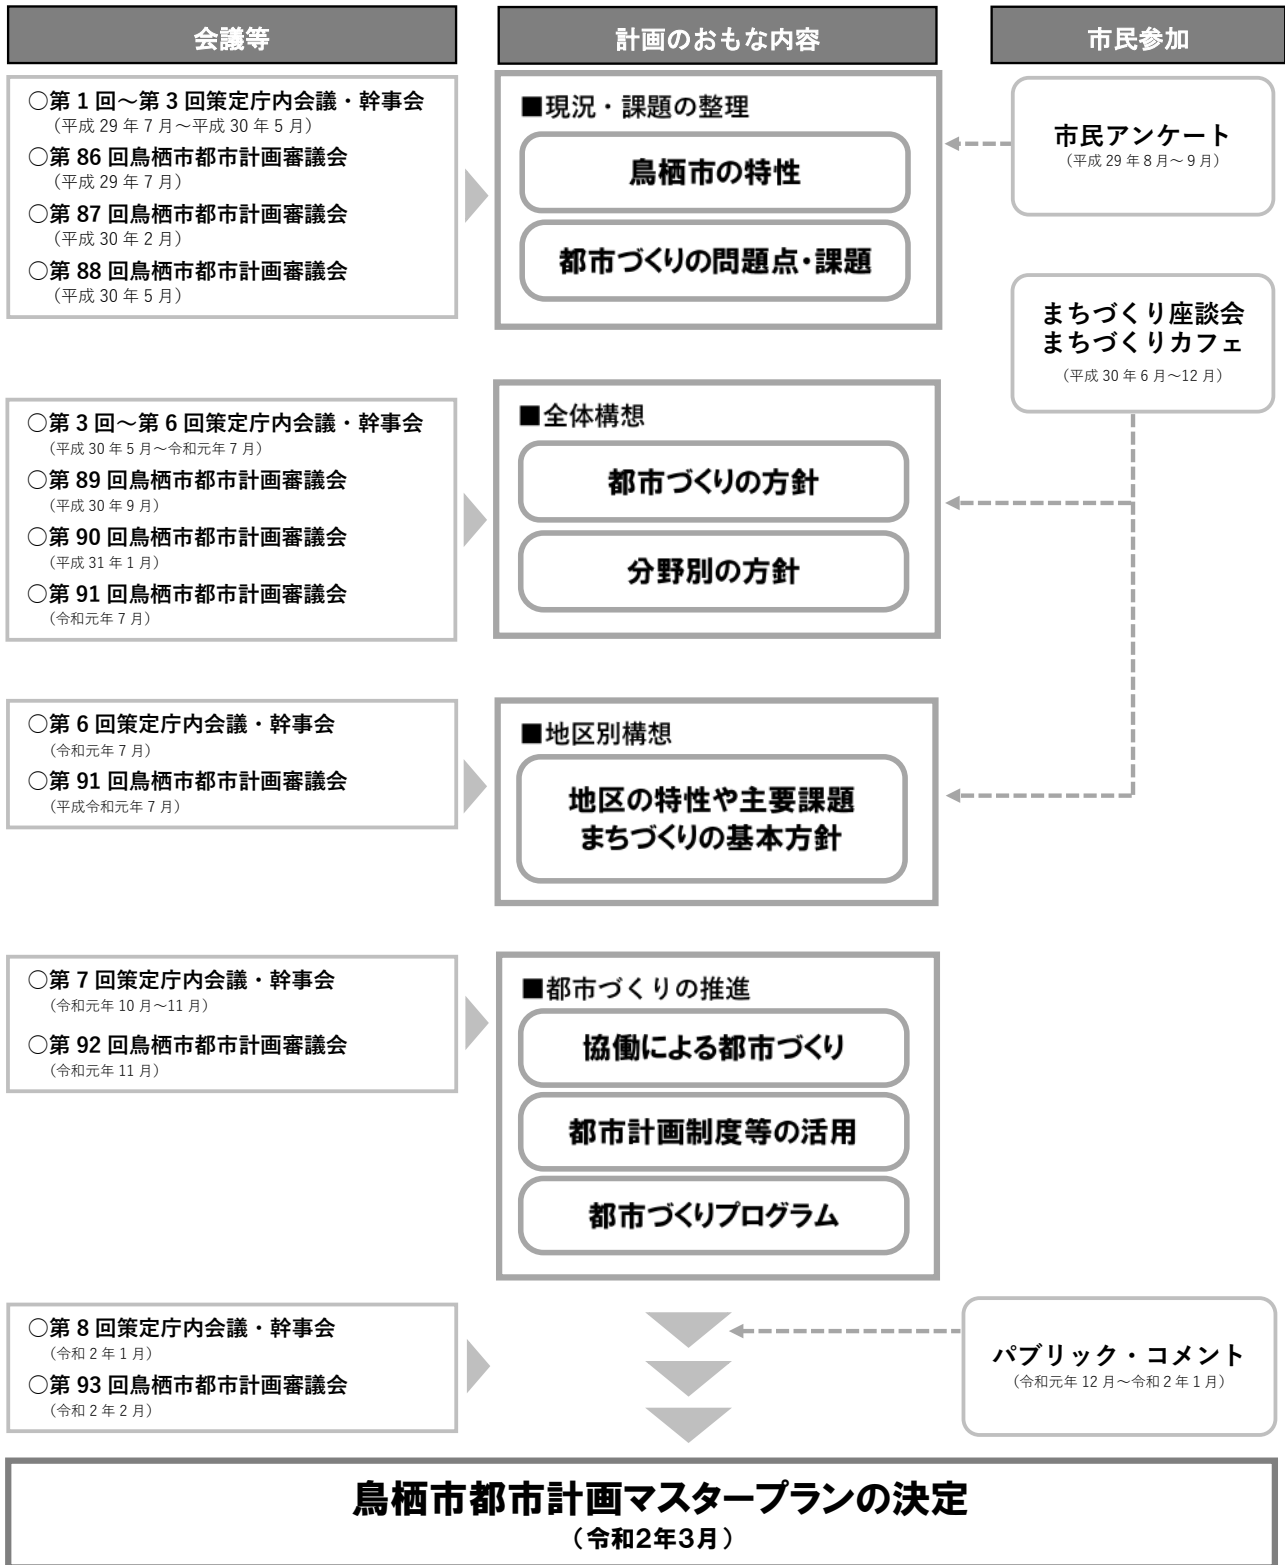 会議等
計画のおもな内容
市民参加
○第 1 回～第 3 回策定庁内会議・幹事会
（平成 29 年 7 月～平成 30 年 5 月）
○第 86 回鳥栖市都市計画審議会
（平成 29 年 7 月）
○第 87 回鳥栖市都市計画審議会
（平成 30 年 2 月）
○第 88 回鳥栖市都市計画審議会
（平成 30 年 5 月）
■現況・課題の整理
鳥栖市の特性
都市づくりの問題点・課題
市民アンケート
（平成 29 年 8 月～ 9 月）
まちづくり座談会
まちづくりカフェ
（平成 30 年 6 月～12 月）
○第 3 回～第 6 回策定庁内会議・幹事会
（平成 30 年 5 月～令和元年 7 月）
○第 89 回鳥栖市都市計画審議会
（平成 30 年 9 月）
○第 90 回鳥栖市都市計画審議会
（平成 31 年 1 月）
○第 91 回鳥栖市都市計画審議会
（令和元年 7 月）
■全体構想
都市づくりの方針
分野別の方針
○第 6 回策定庁内会議・幹事会
（令和元年 7 月）
○第 91 回鳥栖市都市計画審議会
（平成令和元年 7 月）
■地区別構想
地区の特性や主要課題
まちづくりの基本方針
○第 7 回策定庁内会議・幹事会
（令和元年 10 月～11 月）
○第 92 回鳥栖市都市計画審議会
（令和元年 11 月）
■都市づくりの推進
協働による都市づくり
都市計画制度等の活用
都市づくりプログラム
○第 8 回策定庁内会議・幹事会
（令和 2 年 1 月）
○第 93 回鳥栖市都市計画審議会
（令和 2 年 2 月）
パブリック・コメント
（令和元年 12 月～令和 2 年 1 月）
鳥栖市都市計画マスタープランの決定
（令和2年3月）